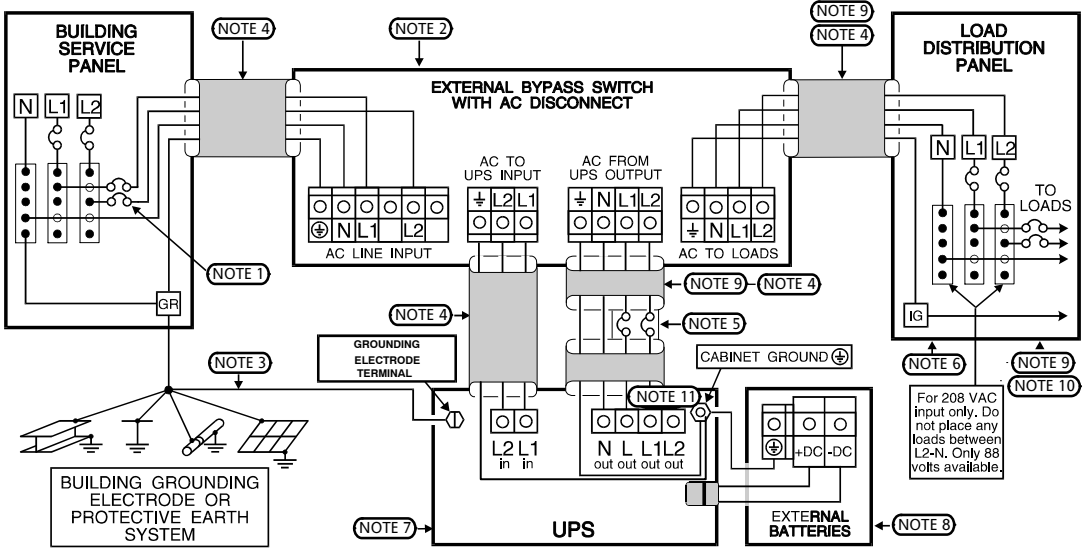 BUILDING
SERVICE
PANEL
N L1 L2
NOTE 1
GR
NOTE 4
NOTE 2
EXTERNAL BYPASS SWITCH
WITH AC DISCONNECT
N L1 L2
AC LINE INPUT
AC TO
UPS INPUT
L2 L1
AC FROM
UPS OUTPUT
N L1 L2
N L1 L2
AC TO LOADS
NOTE 9
NOTE 4
LOAD
DISTRIBUTION
PANEL
N L1 L2
TO
LOADS
IG
NOTE 6
NOTE 9
NOTE 10
For 208 VAC
input only. Do
not place any
loads between
L2-N. Only 88
volts available.
NOTE 4
NOTE 9
NOTE 4
NOTE 5
NOTE 3
GROUNDING
ELECTRODE
TERMINAL
CABINET GROUND
NOTE 11
L2 L1
in in
N L L1 L2
out out out out
+DC -DC
BUILDING GROUNDING
ELECTRODE OR
PROTECTIVE EARTH
SYSTEM
NOTE 7
UPS
EXTERNAL
BATTERIES
NOTE 8